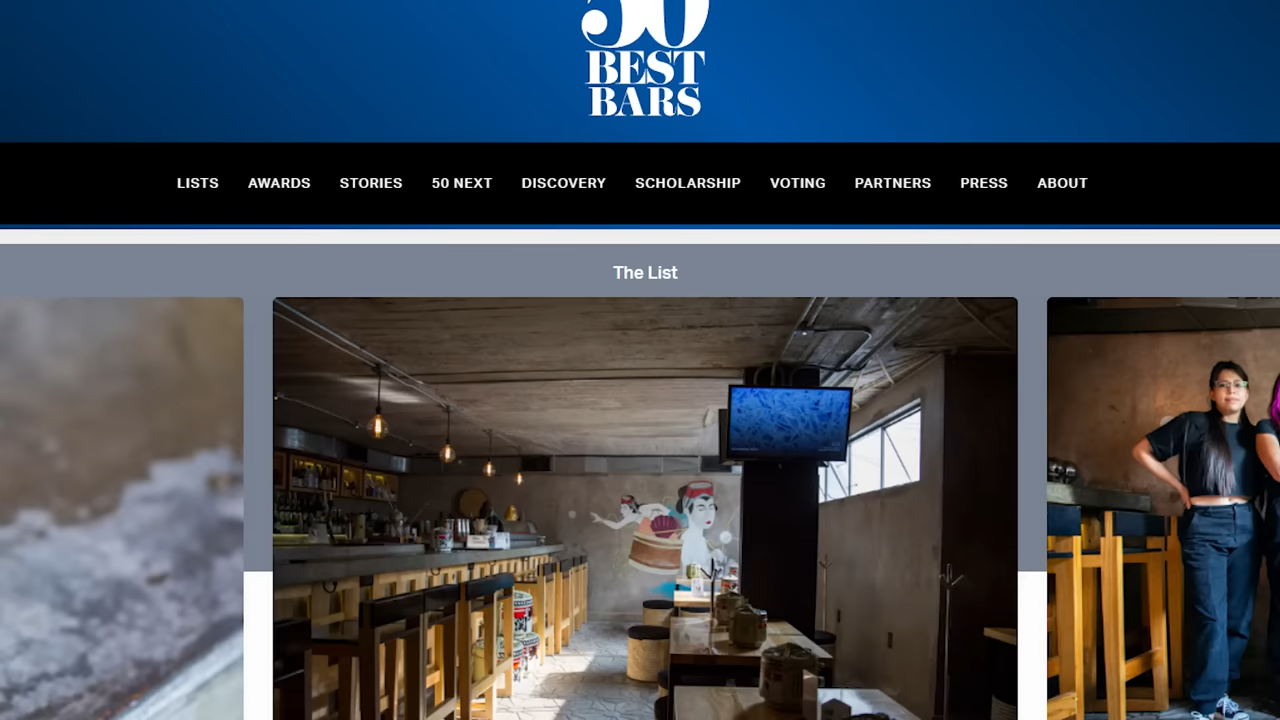 50
BEST
BARS
LISTS AWARDS STORIES 50 NEXT DISCOVERY SCHOLARSHIP VOTING PARTNERS PRESS ABOUT
The List